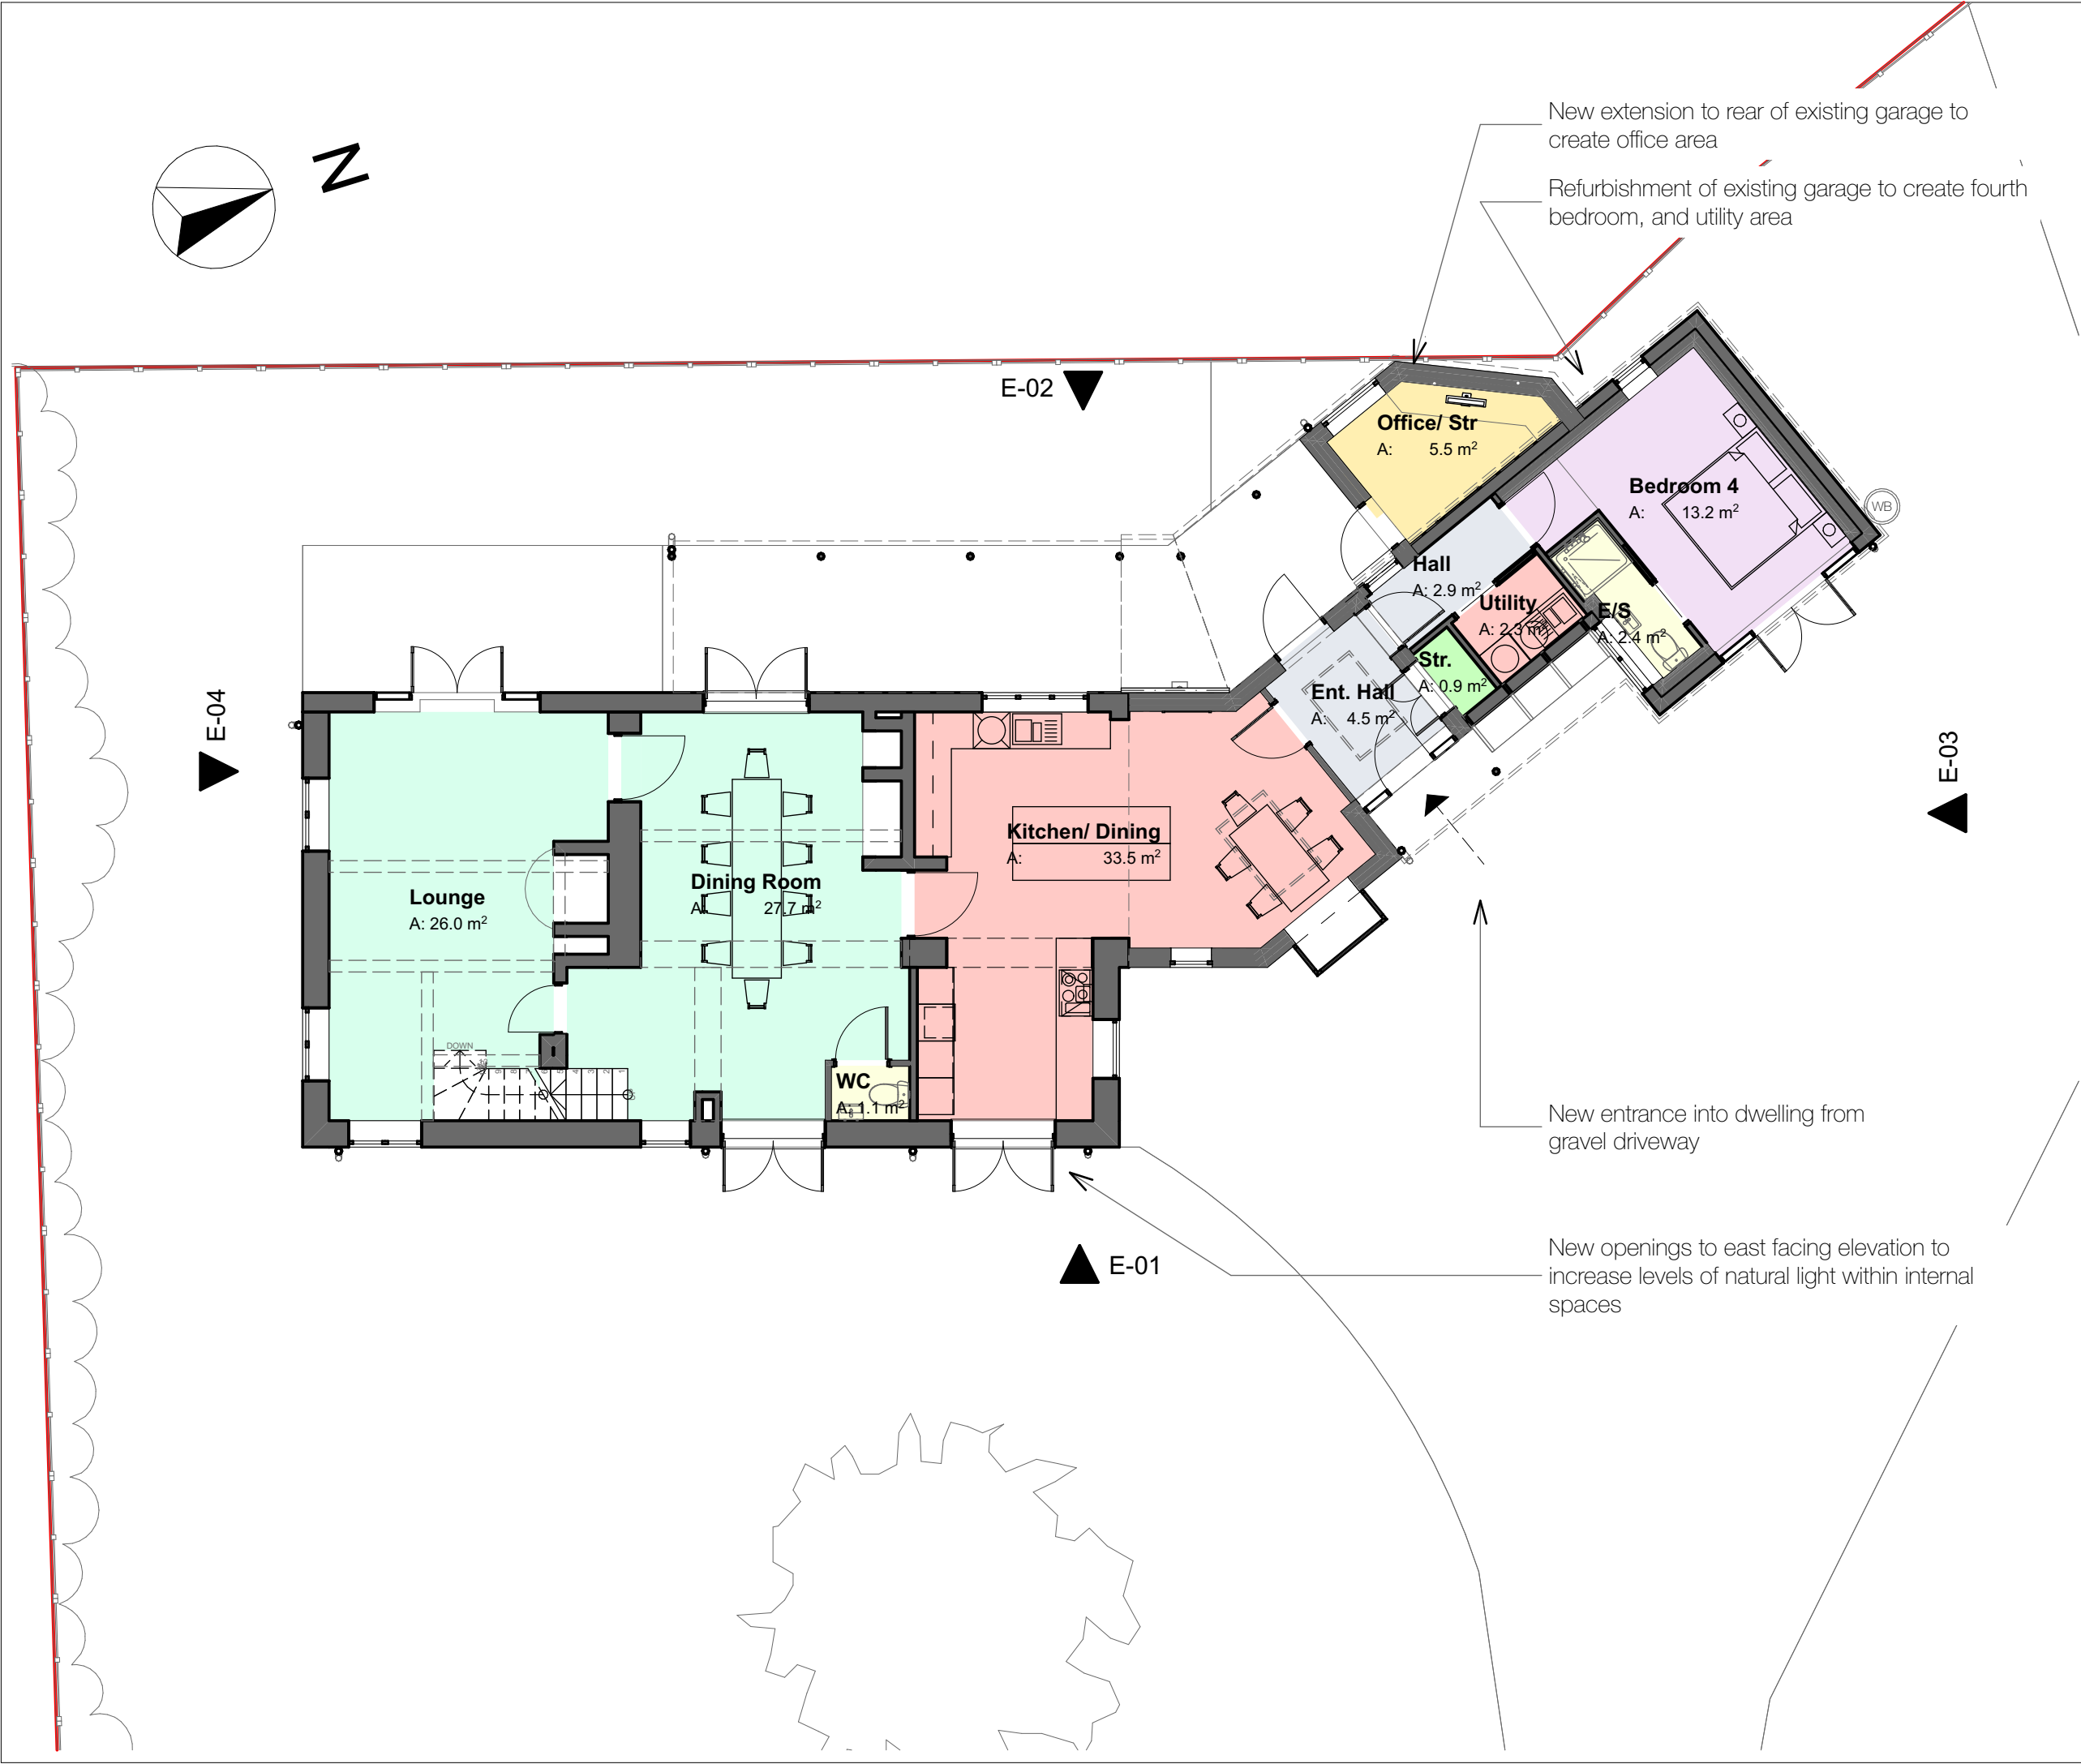 New extension to rear of existing garage to
create office area
Refurbishment of existing garage to create fourth
bedroom, and utility area
N
E-02
Office/ Str
A: 5.5 m²
Bedroom 4
A: 13.2 m²
WB
Hall
A: 2.9 m²
Utility
A: 2.3 m²
E/S
A: 2.4 m²
Str.
A: 0.9 m²
Ent. Hall
A: 4.5 m²
E-04
E-03
Kitchen/ Dining
A: 33.5 m²
Dining Room
A: 27.7 m²
Lounge
A: 26.0 m²
DOWN
WC
A: 1.1 m²
New entrance into dwelling from
gravel driveway
New openings to east facing elevation to
increase levels of natural light within internal
spaces
E-01